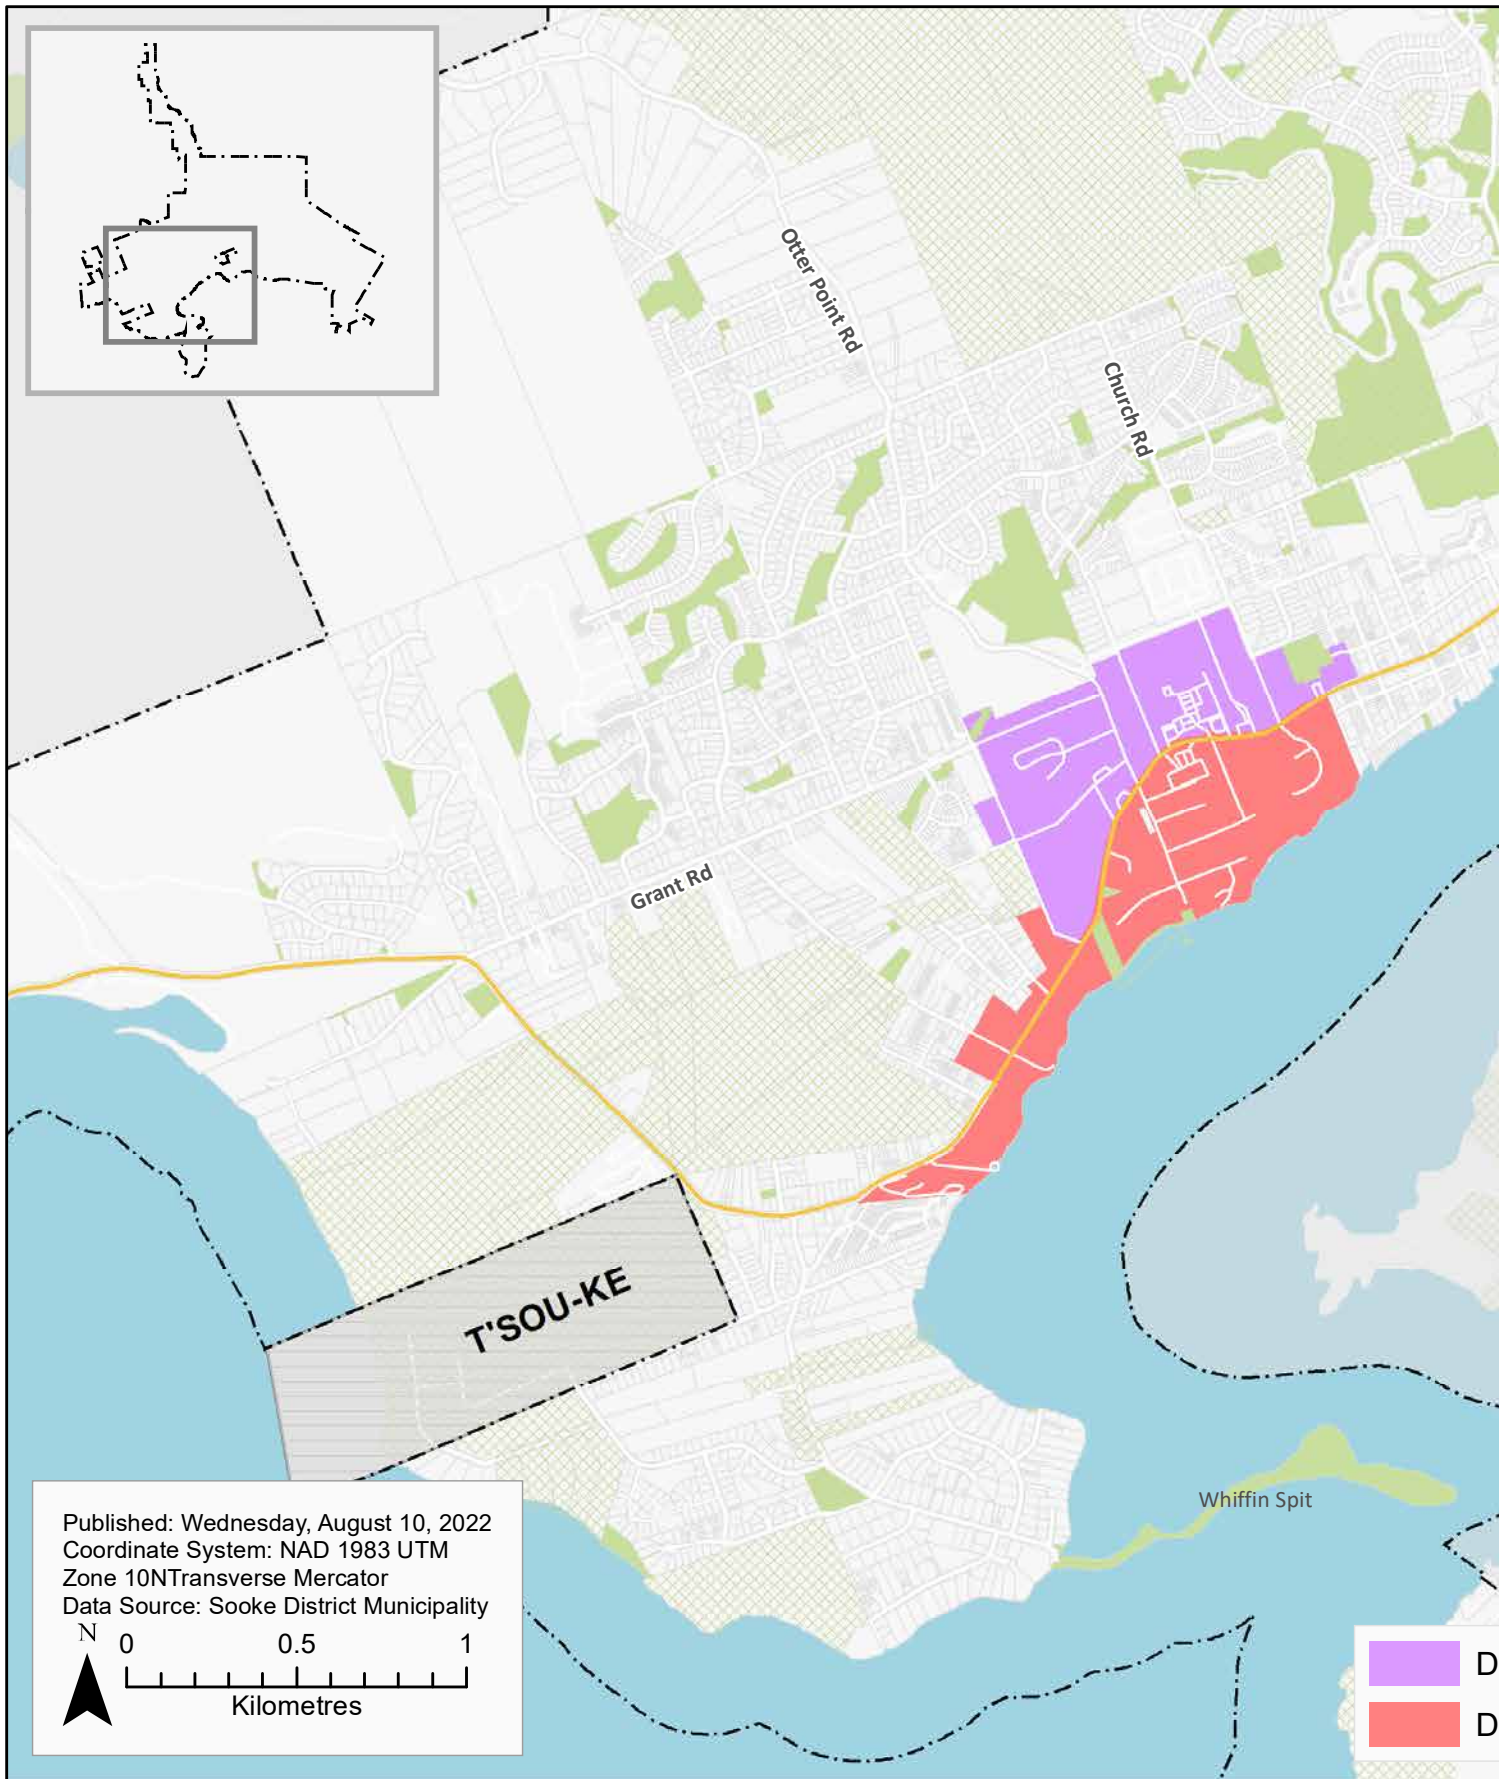 Otter Point Rd
Church Rd
Grant Rd
T'SOU-KE
Whiffin Spit
Published: Wednesday, August 10, 2022
Coordinate System: NAD 1983 UTM
Zone 10NTransverse Mercator
Data Source: Sooke District Municipality
N 0 0.5 1
Kilometres
D
D